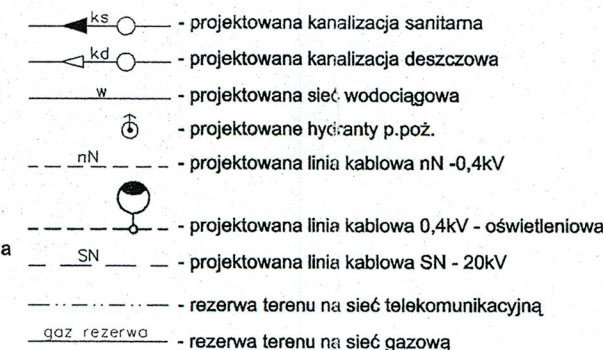 ks - projektowana kanalizacja sanitarna
kd - projektowana kanalizacja deszczowa
w - projektowana sieć wodociągowa
- projektowane hydranty p.poż.
nN - projektowana linia kablowa nN -0,4kV
- projektowana linia kablowa 0,4kV - oświetleniowa
a
SN - projektowana linia kablowa SN - 20kV
- rezerwa terenu na sieć telekomunikacyjną
gaz rezerwa - rezerwa terenu na sieć gazową